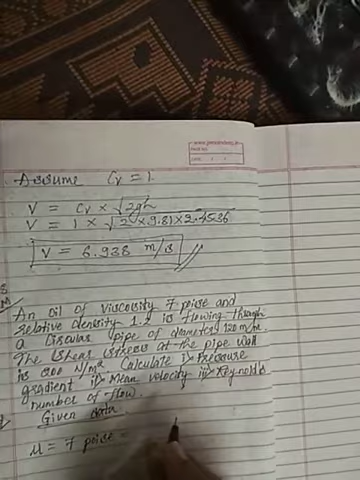 Assume Cv = 1
V = Cv × √2gh
V = 1 × √2 × 9.81 × 2.4536
V = 6.938 m/s
An oil of viscosity 7 poise and
relative density 1.2 is flowing through
a circular pipe of diameter 120 m/m.
The shear stress at the pipe wall
is 200 N/m² Calculate i> Pressure
gradient ii> Mean velocity iii> Reynolds
number of flow.
Given data
μ = 7 poise =